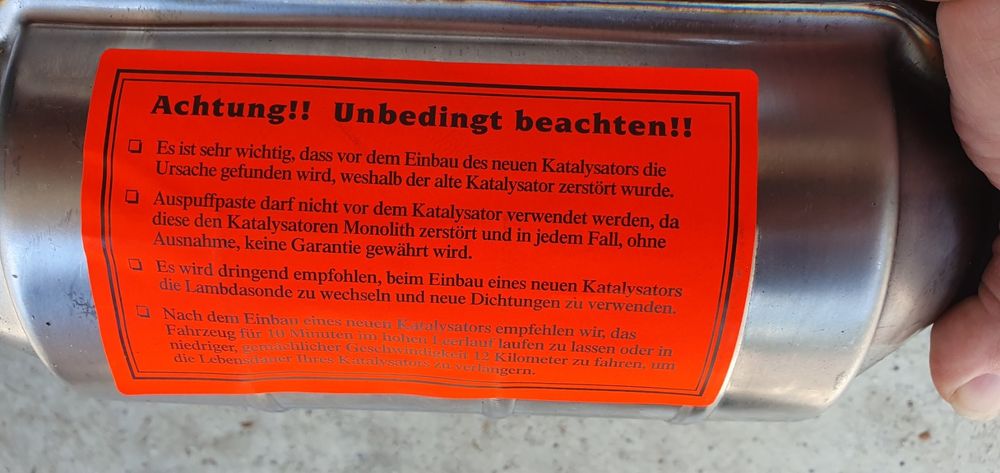 Achtung!! Unbedingt beachten!!
❏ Es ist sehr wichtig, dass vor dem Einbau des neuen Katalysators die
Ursache gefunden wird, weshalb der alte Katalysator zerstört wurde.
❏ Auspuffpaste darf nicht vor dem Katalysator verwendet werden, da
diese den Katalysatoren Monolith zerstört und in jedem Fall, ohne
Ausnahme, keine Garantie gewährt wird.
❏ Es wird dringend empfohlen, beim Einbau eines neuen Katalysators
die Lambdasonde zu wechseln und neue Dichtungen zu verwenden.
❏ Nach dem Einbau eines neuen Katalysators empfehlen wir, das
Fahrzeug für 10 Minuten im hohen Leerlauf laufen zu lassen oder in
niedriger, gemächlicher Geschwindigkeit 12 Kilometer zu fahren, um
die Lebensdauer Ihres Katalysators zu verlängern.